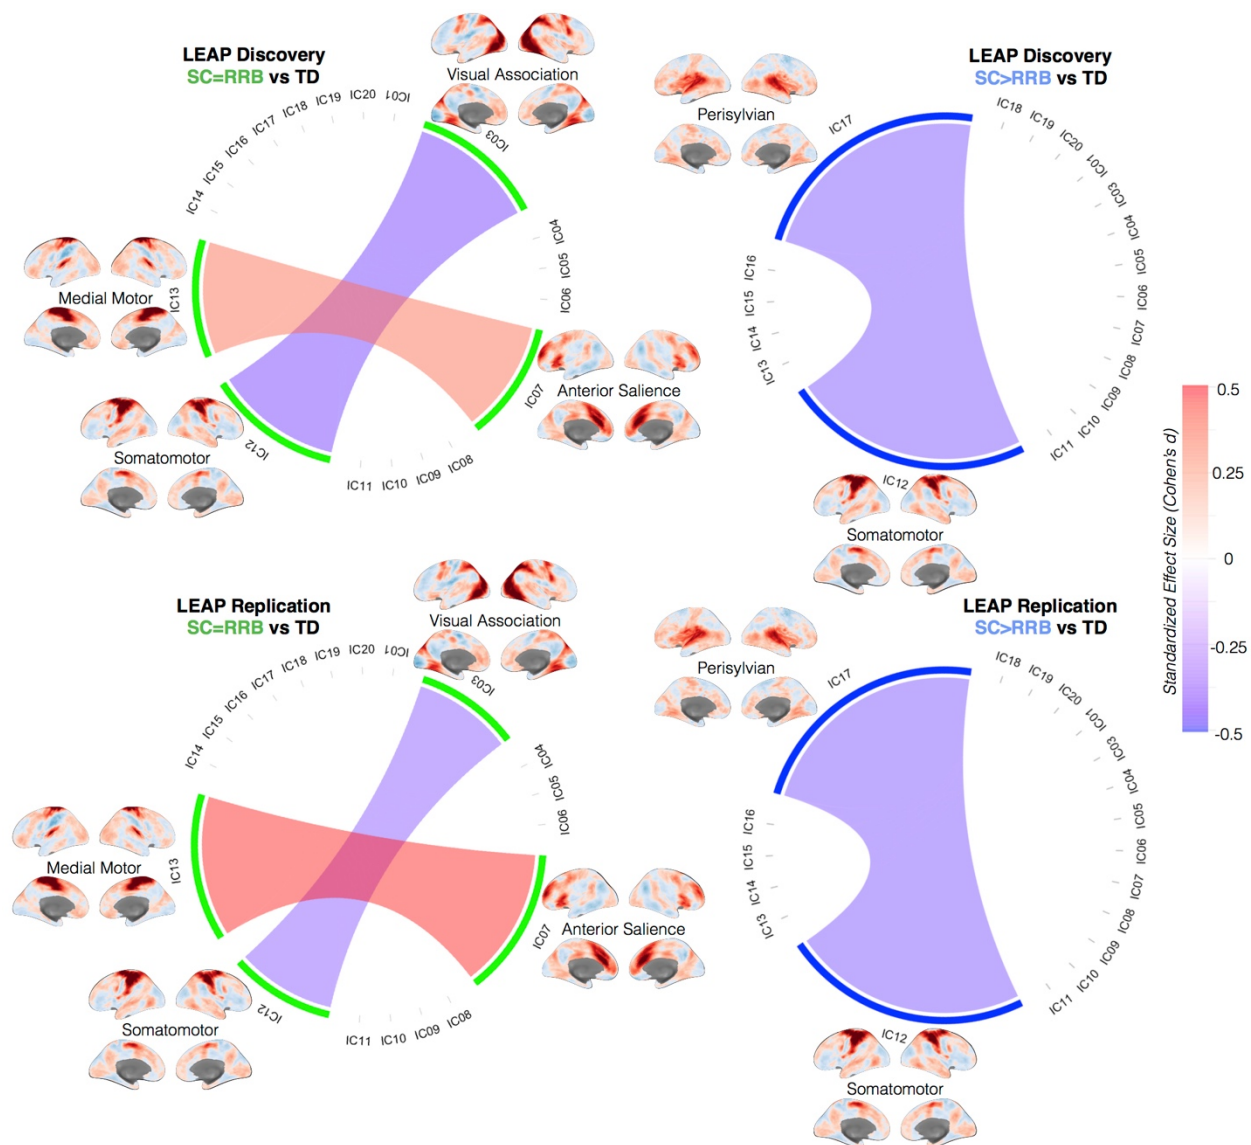 LEAP Discovery
SC=RRB vs TD
Visual Association
IC14
IC15
IC16
IC17
IC18
IC19
IC20
IC01
IC03
IC04
IC05
IC06
IC07
Anterior Salience
IC08
IC09
IC10
IC11
IC12
Somatomotor
IC13
Medial Motor
LEAP Discovery
SC>RRB vs TD
Perisylvian
IC17
IC18
IC19
IC20
IC01
IC03
IC04
IC05
IC06
IC07
IC08
IC09
IC10
IC11
IC12
Somatomotor
IC13
IC14
IC15
IC16
LEAP Replication
SC=RRB vs TD
Visual Association
IC14
IC15
IC16
IC17
IC18
IC19
IC20
IC01
IC03
IC04
IC05
IC06
IC07
Anterior Salience
IC08
IC09
IC10
IC11
IC12
Somatomotor
IC13
Medial Motor
LEAP Replication
SC>RRB vs TD
Perisylvian
IC17
IC18
IC19
IC20
IC01
IC03
IC04
IC05
IC06
IC07
IC08
IC09
IC10
IC11
IC12
Somatomotor
IC13
IC14
IC15
IC16
Standardized Effect Size (Cohen's d)
0.5
0.25
0
-0.25
-0.5